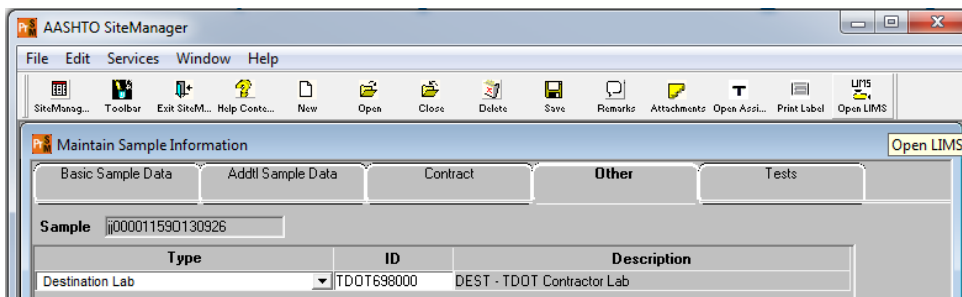 AASHTO SiteManager
File Edit Services Window Help
SiteManag... Toolbar Exit SiteM... Help Conte... New Open Close Delete Save Remarks Attachments Open Assi... Print Label Open LIMS
Maintain Sample Information
Open LIMS
Basic Sample Data Addtl Sample Data Contract Other Tests
Sample jj000011590130926
Type ID Description
Destination Lab TDOT698000 DEST - TDOT Contractor Lab